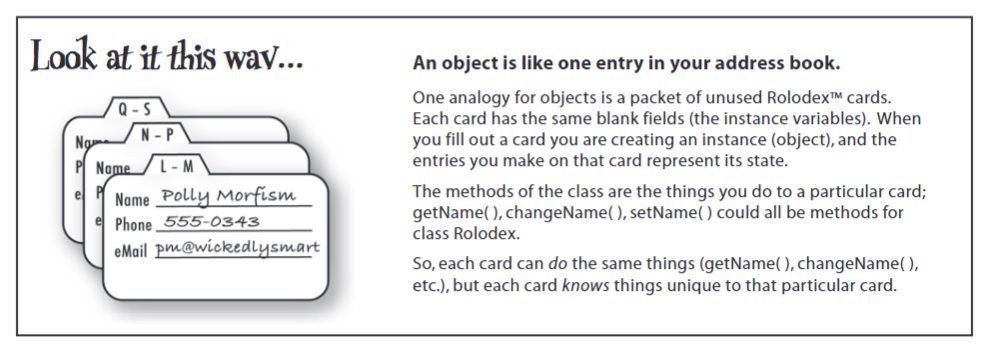 Look at it this way...
Q - S
N - P
L - M
Name
Name
P
P
e
e
Name Polly Morfism
Phone 555-0343
eMail pm@wickedlysmart
An object is like one entry in your address book.
One analogy for objects is a packet of unused Rolodex™ cards.
Each card has the same blank fields (the instance variables). When
you fill out a card you are creating an instance (object), and the
entries you make on that card represent its state.
The methods of the class are the things you do to a particular card;
getName( ), changeName( ), setName( ) could all be methods for
class Rolodex.
So, each card can do the same things (getName( ), changeName( ),
etc.), but each card knows things unique to that particular card.